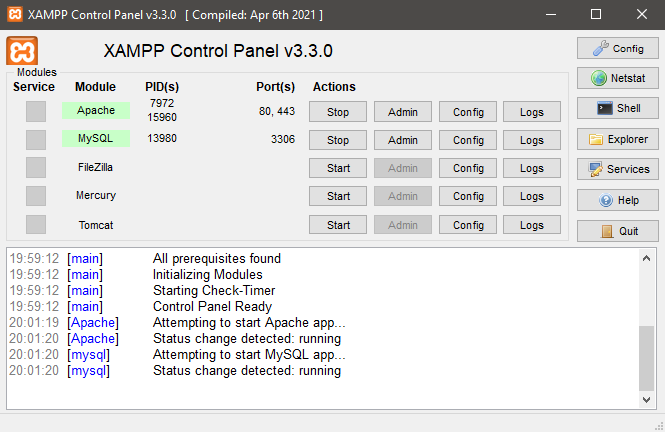 XAMPP Control Panel v3.3.0 [ Compiled: Apr 6th 2021 ]
XAMPP Control Panel v3.3.0
Config
Modules
Service Module PID(s) Port(s) Actions
Netstat
Apache 7972 15960 80, 443 Stop Admin Config Logs
Shell
MySQL 13980 3306 Stop Admin Config Logs
Explorer
FileZilla Start Admin Config Logs
Services
Mercury Start Admin Config Logs
Help
Tomcat Start Admin Config Logs
Quit
19:59:12 [main] All prerequisites found
19:59:12 [main] Initializing Modules
19:59:12 [main] Starting Check-Timer
19:59:12 [main] Control Panel Ready
20:01:19 [Apache] Attempting to start Apache app...
20:01:20 [Apache] Status change detected: running
20:01:20 [mysql] Attempting to start MySQL app...
20:01:20 [mysql] Status change detected: running